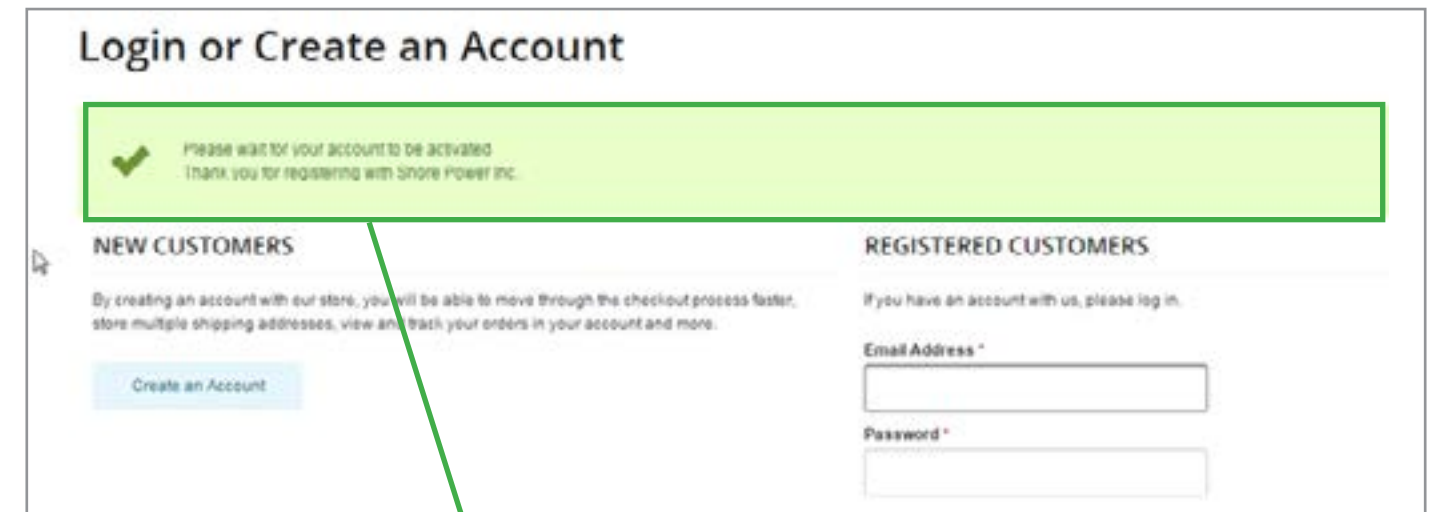 Login or Create an Account
Please wait for your account to be activated
Thank you for registering with Shore Power Inc.
NEW CUSTOMERS
By creating an account with our store, you will be able to move through the checkout process faster,
store multiple shipping addresses, view and track your orders in your account and more.
Create an Account
REGISTERED CUSTOMERS
If you have an account with us, please log in.
Email Address *
Password *